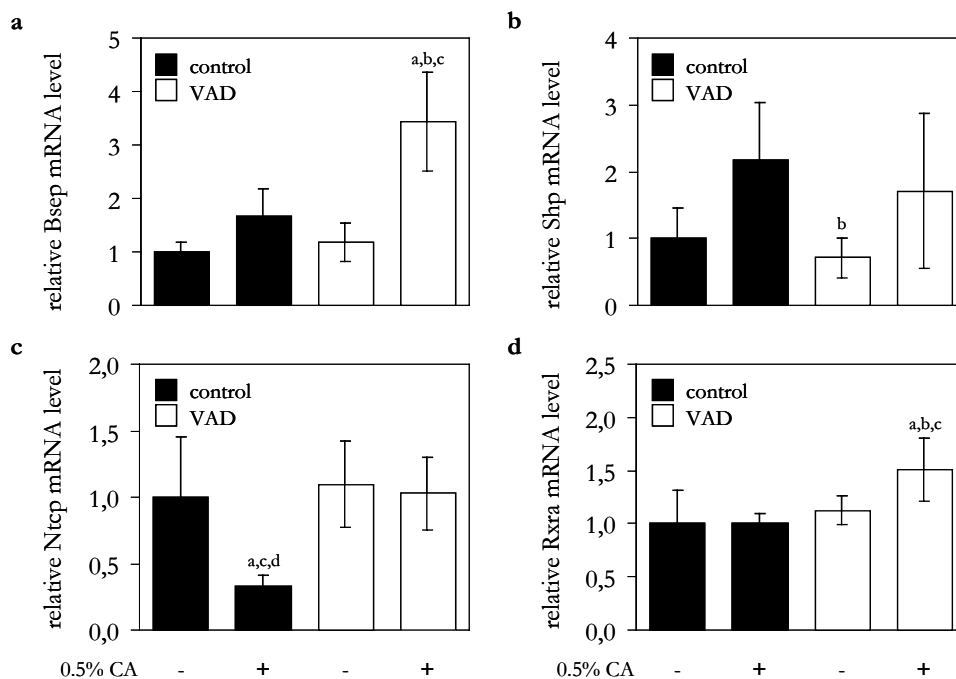 a
relative Bsep mRNA level
5
4
3
2
1
0
control
VAD
a,b,c
b
relative Shp mRNA level
4
3
2
1
0
control
VAD
b
c
relative Ntcp mRNA level
2,0
1,5
1,0
0,5
0,0
control
VAD
a,c,d
d
relative Rxra mRNA level
2,5
2,0
1,5
1,0
0,5
0,0
control
VAD
a,b,c
0.5% CA - + - +
0.5% CA - + - +